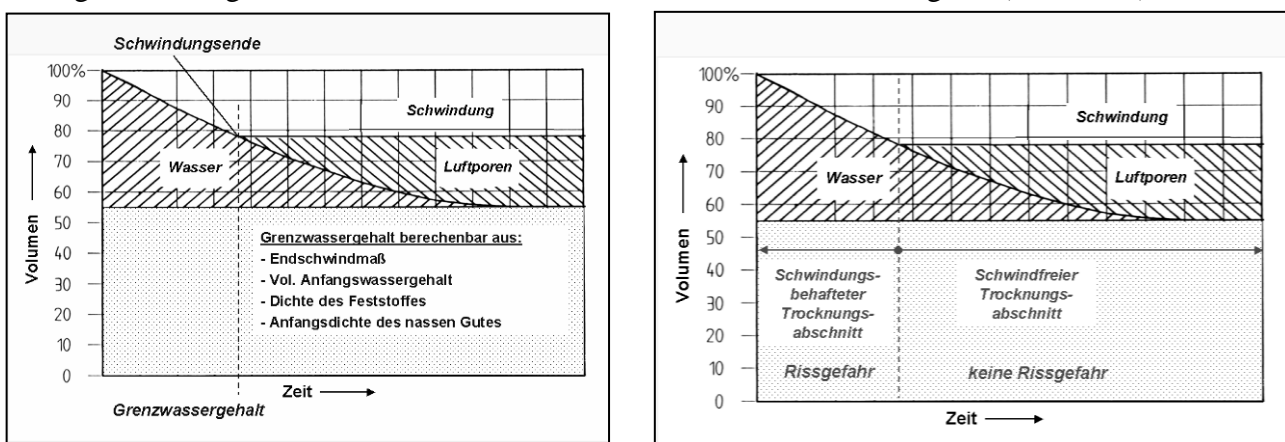 Schwindungsende
100%
90
80
70
60
50
40
30
20
10
0
Volumen
Schwindung
Wasser
Luftporen
Grenzwassergehalt berechenbar aus:
- Endschwindmaß
- Vol. Anfangswassergehalt
- Dichte des Feststoffes
- Anfangsdichte des nassen Gutes
Zeit
Grenzwassergehalt
100%
90
80
70
60
50
40
30
20
10
0
Volumen
Schwindung
Wasser
Luftporen
Schwindungs-
behafteter
Trocknungs-
abschnitt
Schwindfreier
Trocknungs-
abschnitt
Rissgefahr
keine Rissgefahr
Zeit